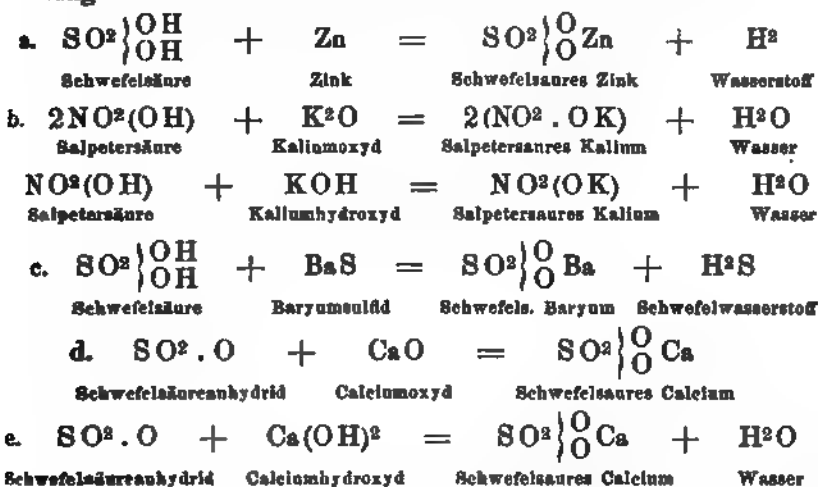 a. SO²}OH OH + Zn = SO²}O O Zn + H²
Schwefelsäure Zink Schwefelsaures Zink Wasserstoff
b. 2NO²(OH) + K²O = 2(NO² . OK) + H²O
Salpetersäure Kaliumoxyd Salpetersaures Kalium Wasser
NO²(OH) + KOH = NO²(OK) + H²O
Salpetersäure Kaliumhydroxyd Salpetersaures Kalium Wasser
c. SO²}OH OH + BaS = SO²}O O Ba + H²S
Schwefelsäure Baryumsulfid Schwefels. Baryum Schwefelwasserstoff
d. SO² . O + CaO = SO²}O O Ca
Schwefelsäureanhydrid Calciumoxyd Schwefelsaures Calcium
e. SO² . O + Ca(OH)² = SO²}O O Ca + H²O
Schwefelsäureanhydrid Calciumhydroxyd Schwefelsaures Calcium Wasser